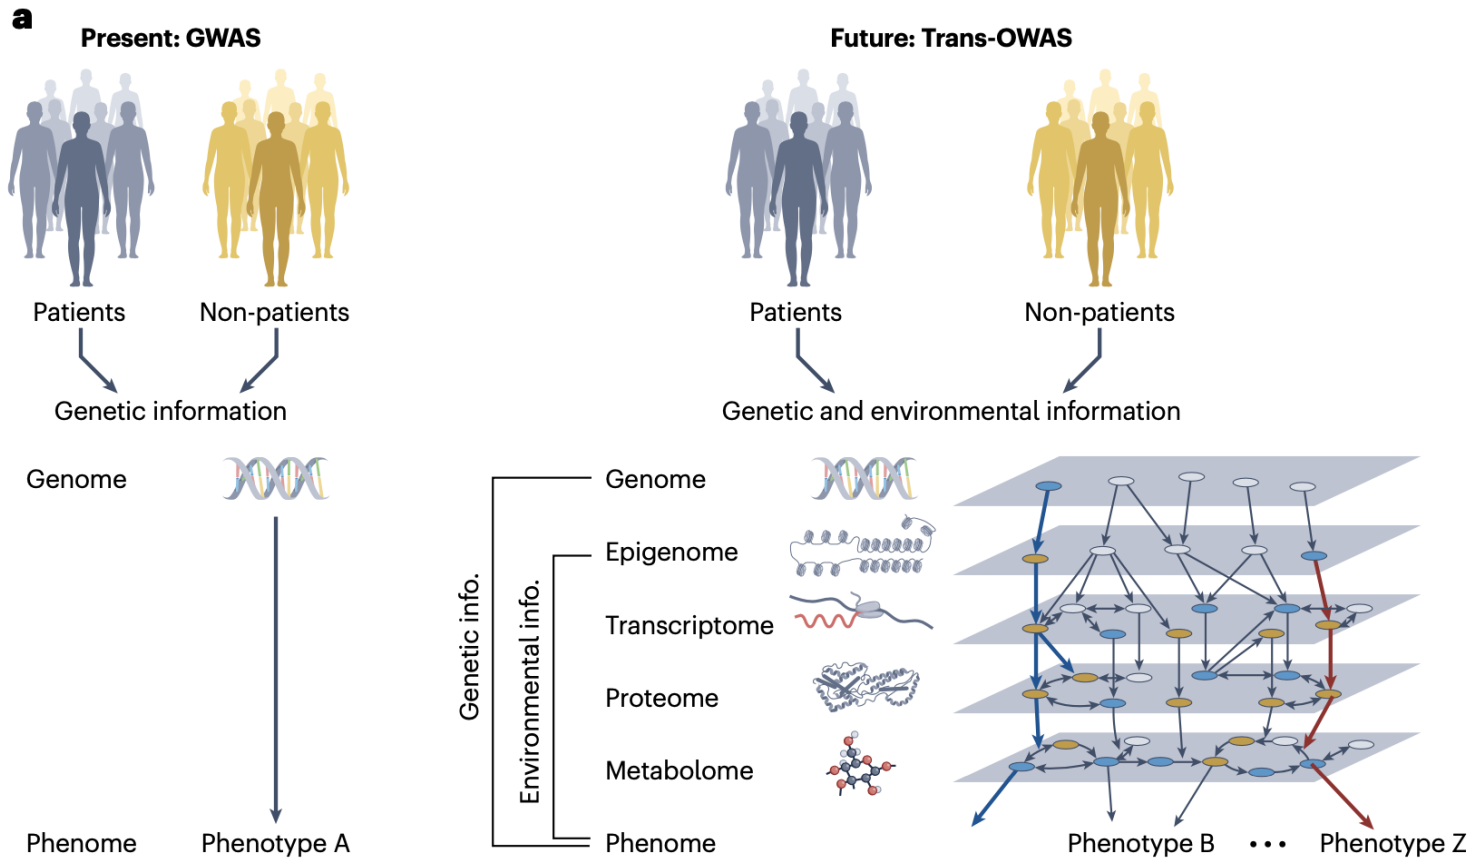 a
Present: GWAS
Future: Trans-OWAS
Patients
Non-patients
Patients
Non-patients
Genetic information
Genetic and environmental information
Genome
Phenome
Phenotype A
Genetic info.
Environmental info.
Genome
Epigenome
Transcriptome
Proteome
Metabolome
Phenome
Phenotype B
•••
Phenotype Z